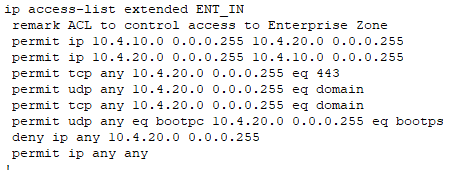 ip access-list extended ENT_IN
remark ACL to control access to Enterprise Zone
permit ip 10.4.10.0 0.0.0.255 10.4.20.0 0.0.0.255
permit ip 10.4.20.0 0.0.0.255 10.4.10.0 0.0.0.255
permit tcp any 10.4.20.0 0.0.0.255 eq 443
permit udp any 10.4.20.0 0.0.0.255 eq domain
permit tcp any 10.4.20.0 0.0.0.255 eq domain
permit udp any eq bootpc 10.4.20.0 0.0.0.255 eq bootps
deny ip any 10.4.20.0 0.0.0.255
permit ip any any